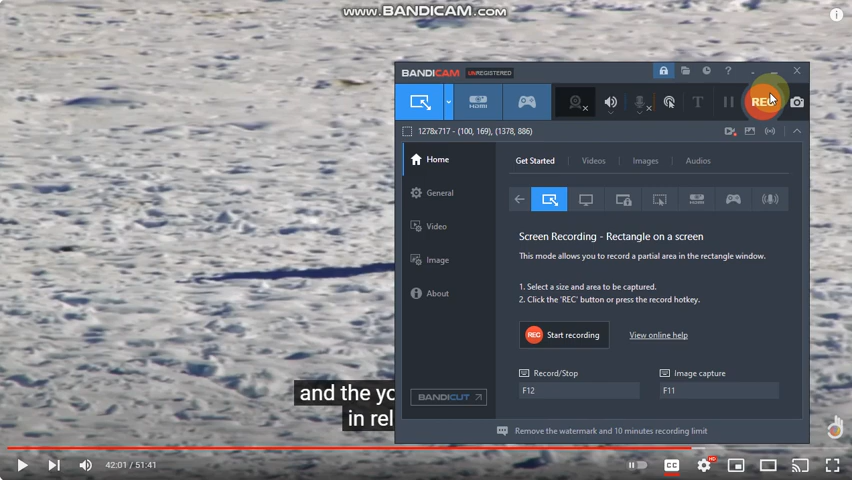 www.BANDICAM.com
BANDICAM UNREGISTERED
HDMI
T
REC
1278x717 - (100, 169), (1378, 886)
Home
Get Started
Videos
Images
Audios
General
Video
Image
About
HDMI
Screen Recording - Rectangle on a screen
This mode allows you to record a partial area in the rectangle window.
1. Select a size and area to be captured.
2. Click the 'REC' button or press the record hotkey.
REC Start recording
View online help
Record/Stop
Image capture
F12
F11
BANDICUT
Remove the watermark and 10 minutes recording limit
and the yo
in rel
42:01 / 51:41
CC
HD